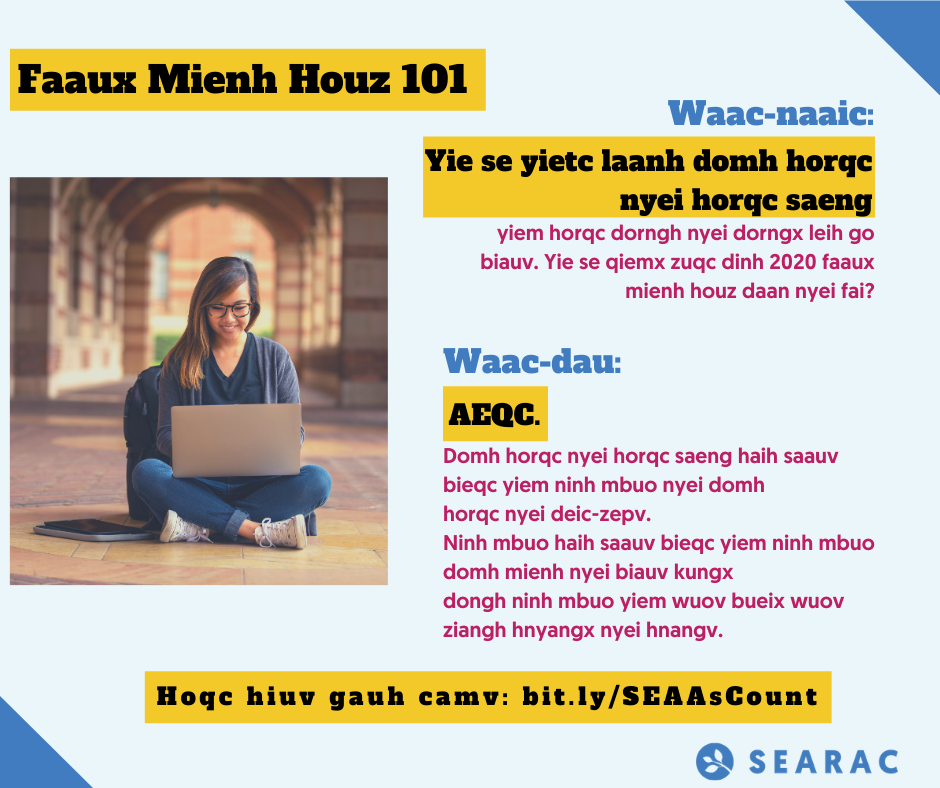 Faaux Mienh Houz 101
Waac-naaic:
Yie se yietc laanh domh horqc
nyei horqc saeng
yiem horqc dorngh nyei dorngx leih go
biauv. Yie se qiemx zuqc dinh 2020 faaux
mienh houz daan nyei fai?
Waac-dau:
AEQC.
Domh horqc nyei horqc saeng haih saauv
bieqc yiem ninh mbuo nyei domh
horqc nyei deic-zepv.
Ninh mbuo haih saauv bieqc yiem ninh mbuo
domh mienh nyei biauv kungx
dongh ninh mbuo yiem wuov bueix wuov
ziangh hnyangx nyei hnangv.
Hoqc hiuv gauh camv: bit.ly/SEAAsCount
SEARAC